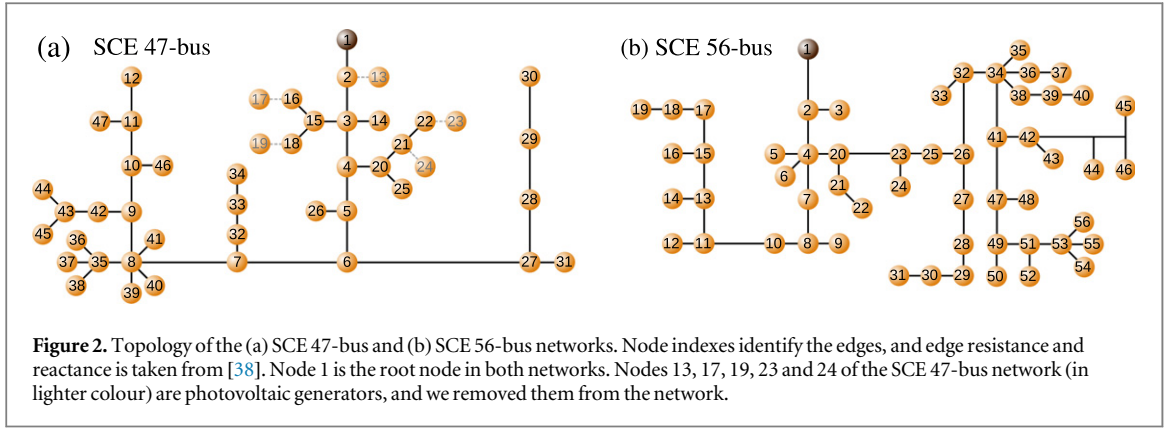 (a) SCE 47-bus
(b) SCE 56-bus
1
2 13
30
12
17 16
47 11
15 3 14
22 23
29
19 18
21
10 46
4 20 24
34
25
44
33
28
43 42 9
26 5
45
32
36
41
37 35 8 7 6 27 31
38
39 40
1
35
32 34 36 37
33
38 39 40
45
19 18 17
2 3
41 42
16 15
5 4 20 23 25 26
43
44 46
6
21 24
14 13
7
22
27
47 48
56
12 11 10 8 9
28
49 51 53 55
54
31 30 29
50 52
Figure 2. Topology of the (a) SCE 47-bus and (b) SCE 56-bus networks. Node indexes identify the edges, and edge resistance and
reactance is taken from [38]. Node 1 is the root node in both networks. Nodes 13, 17, 19, 23 and 24 of the SCE 47-bus network (in
lighter colour) are photovoltaic generators, and we removed them from the network.